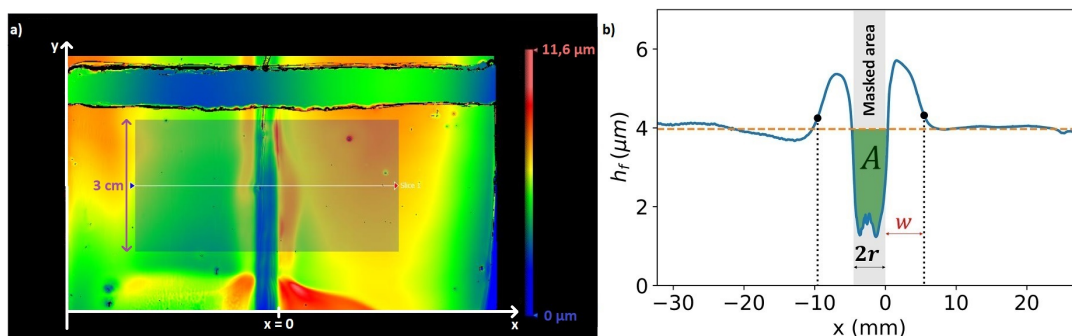 a)
y
11,6 μm
3 cm
0 μm
x = 0
x
b)
h_f (μm)
6
4
2
0
Masked area
A
w
2r
−30
−20
−10
0
10
20
x (mm)